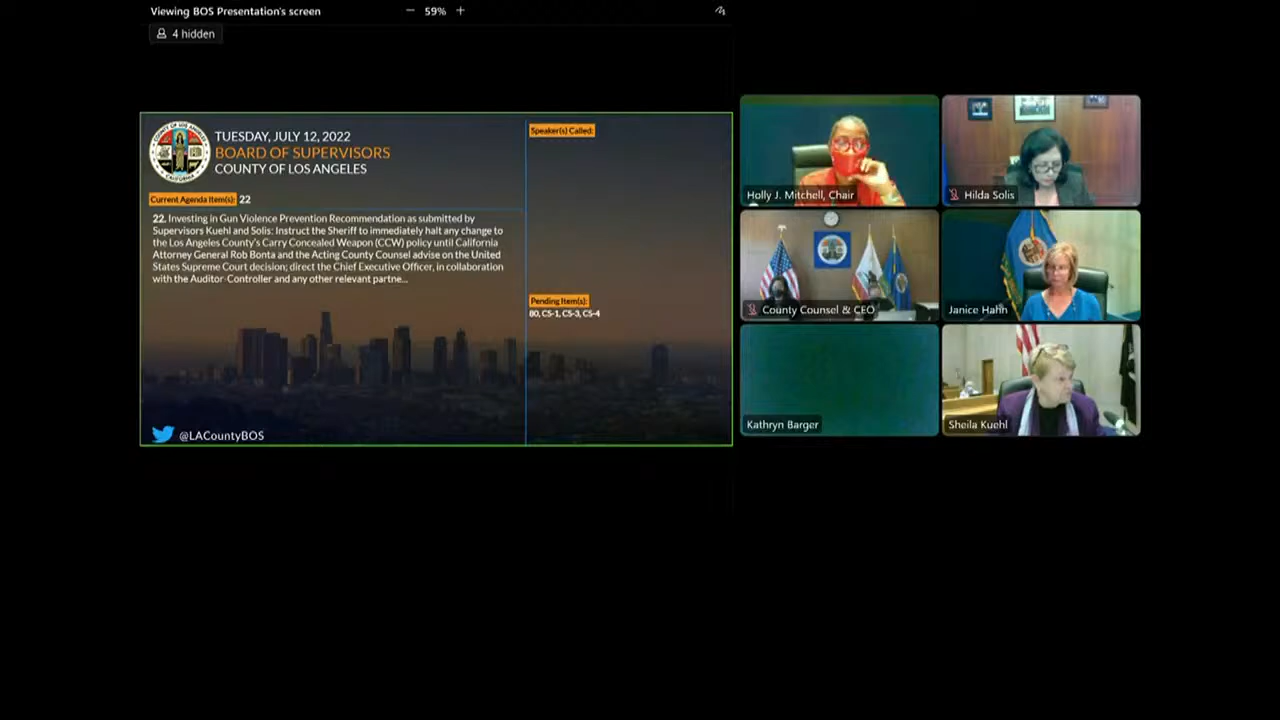 Viewing BOS Presentation's screen
59%
4 hidden
TUESDAY, JULY 12, 2022
BOARD OF SUPERVISORS
COUNTY OF LOS ANGELES
Current Agenda Item(s): 22
22. Investing in Gun Violence Prevention Recommendation as submitted by
Supervisors Kuehl and Solis: Instruct the Sheriff to immediately halt any change to
the Los Angeles County's Carry Concealed Weapon (CCW) policy until California
Attorney General Rob Bonta and the Acting County Counsel advise on the United
States Supreme Court decision; direct the Chief Executive Officer, in collaboration
with the Auditor-Controller and any other relevant partne...
@LACountyBOS
Speaker(s) Called:
Pending Item(s):
80, CS-1, CS-3, CS-4
Holly J. Mitchell, Chair
Hilda Solis
County Counsel & CEO
Janice Hahn
Kathryn Barger
Sheila Kuehl